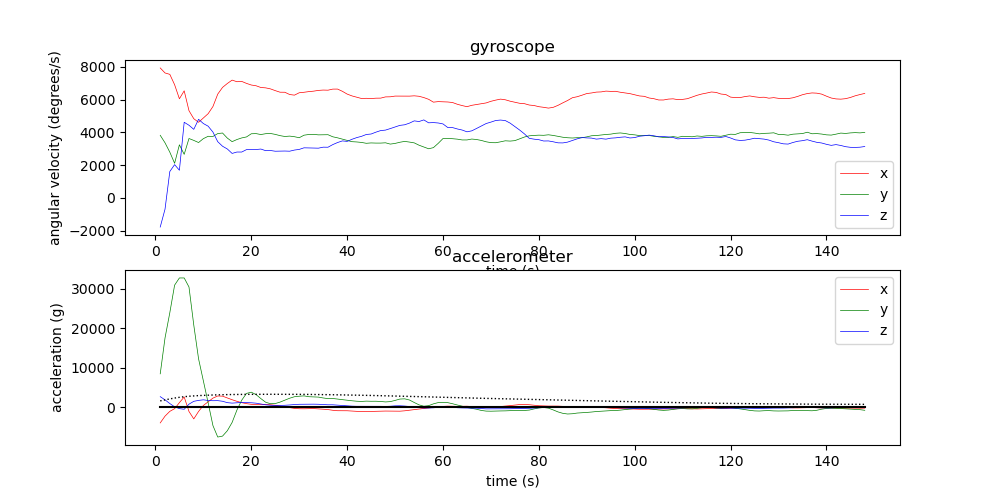 gyroscope
angular velocity (degrees/s)
8000
6000
4000
2000
0
−2000
x
y
z
0 20 40 60 80 100 120 140
time (s)
accelerometer
acceleration (g)
30000
20000
10000
0
x
y
z
0 20 40 60 80 100 120 140
time (s)